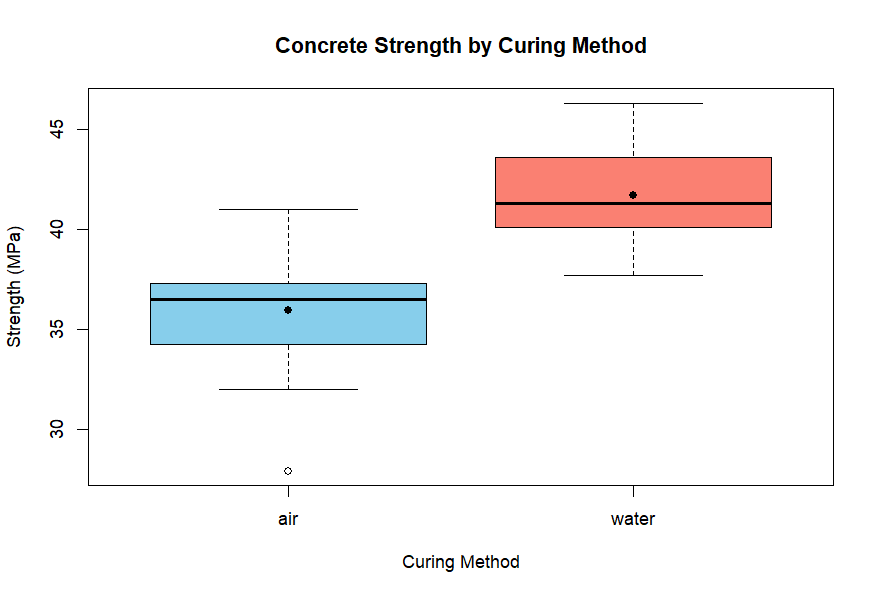 Concrete Strength by Curing Method
Strength (MPa)
45
40
35
30
air
water
Curing Method